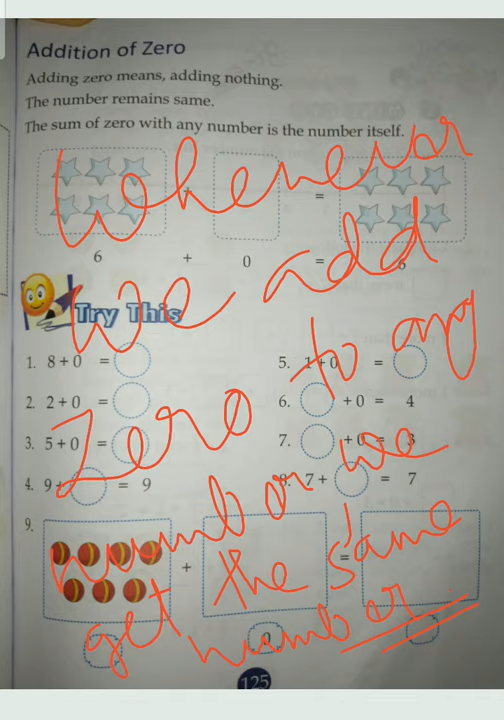 Addition of Zero
Adding zero means, adding nothing.
The number remains same.
The sum of zero with any number is the number itself.
Whenever
+ =
6 + 0 = 6
we add
Try This
to any
1. 8 + 0 =
5. 1 + 0 =
2. 2 + 0 =
6. + 0 = 4
Zero
3. 5 + 0 =
7. + 0 = 3
number we
4. 9 + = 9
8. 7 + = 7
9.
+ =
get the same
number
0
125